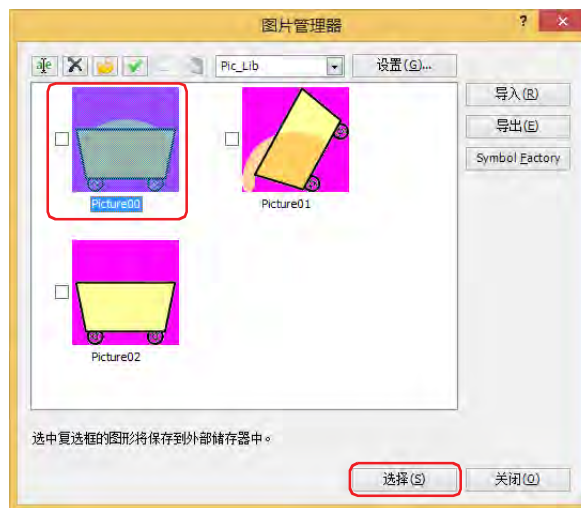 图片管理器
Pic_Lib
设置(G)...
导入(R)
导出(E)
Symbol Factory
Picture00
Picture01
Picture02
选中复选框的图形将保存到外部储存器中。
选择(S)
关闭(O)